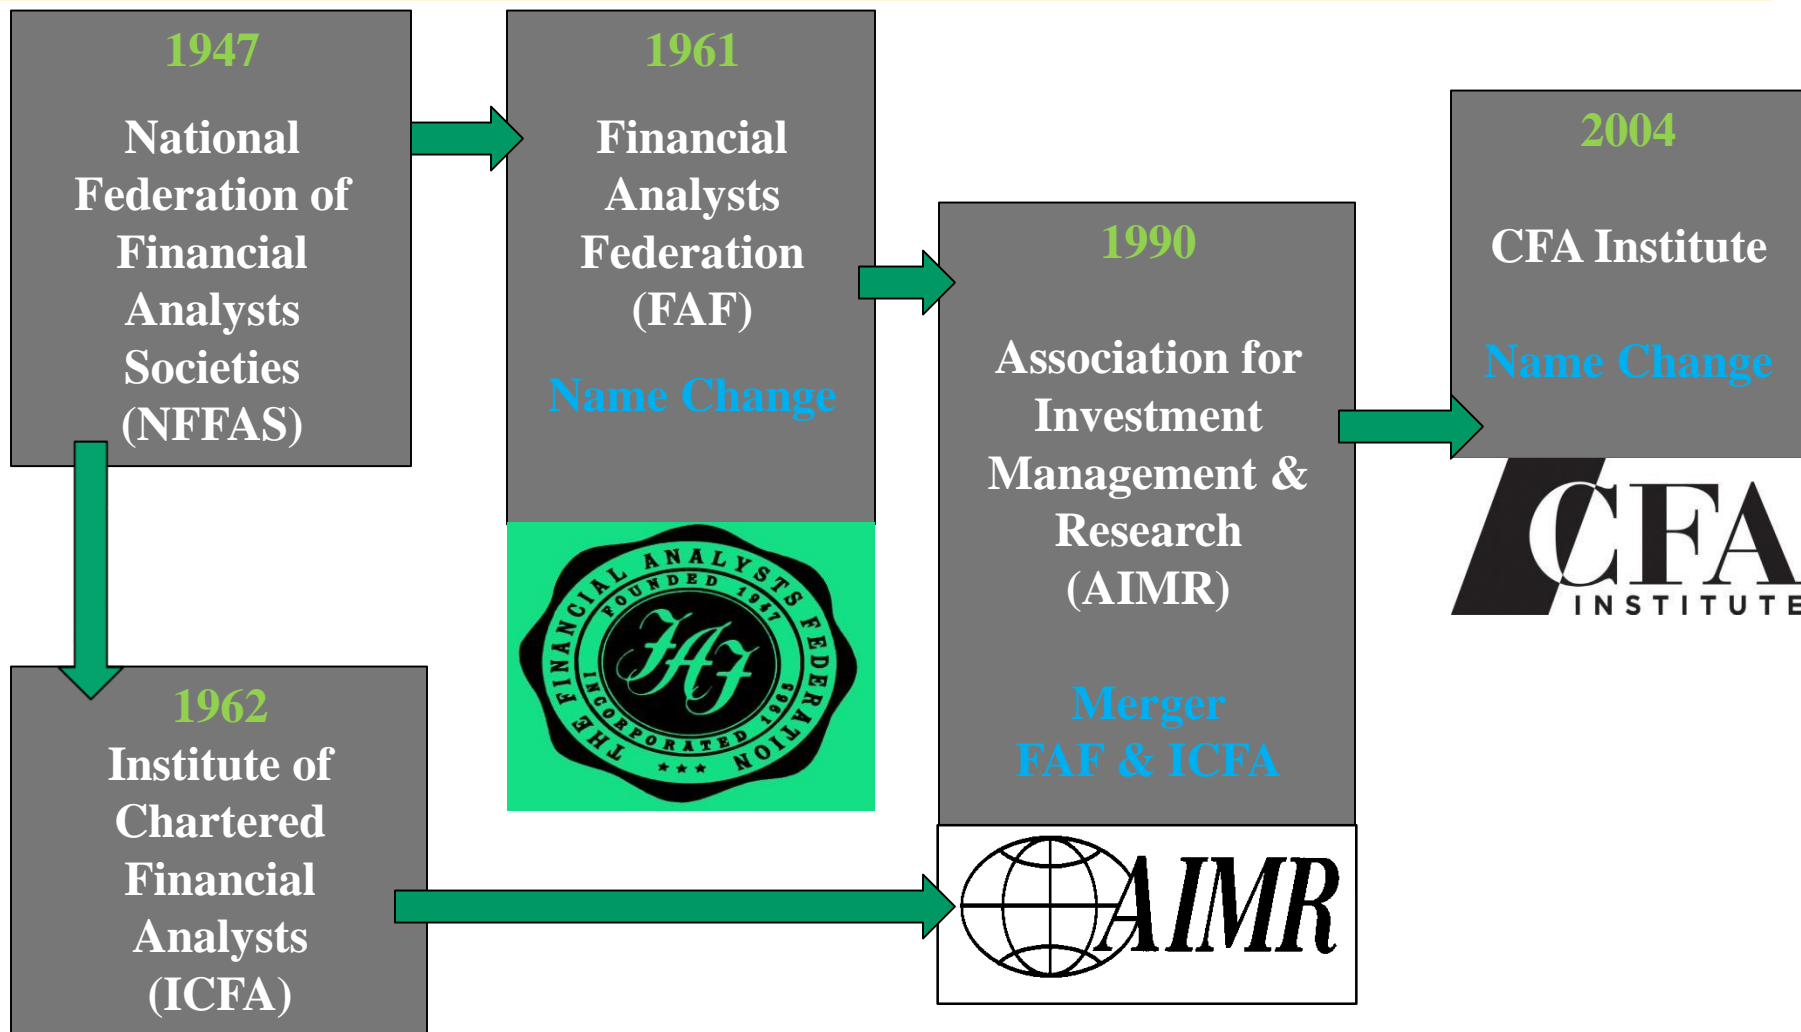 1947
National
Federation of
Financial
Analysts
Societies
(NFFAS)
1961
Financial
Analysts
Federation
(FAF)
Name Change
THE FINANCIAL ANALYSTS FEDERATION
FOUNDED 1947
INCORPORATED 1965
FAF
1962
Institute of
Chartered
Financial
Analysts
(ICFA)
1990
Association for
Investment
Management &
Research
(AIMR)
Merger
FAF & ICFA
AIMR
2004
CFA Institute
Name Change
CFA
INSTITUTE